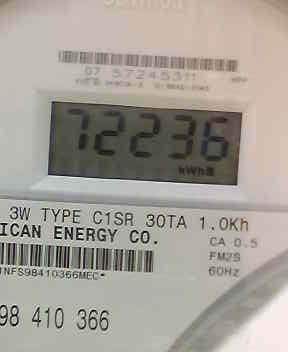 07 57245311
72236
kWh
3W TYPE C1SR 30TA 1.0Kh
ICAN ENERGY CO.
CA 0.5
FM2S
60Hz
1NFS98410366MEC*
98 410 366